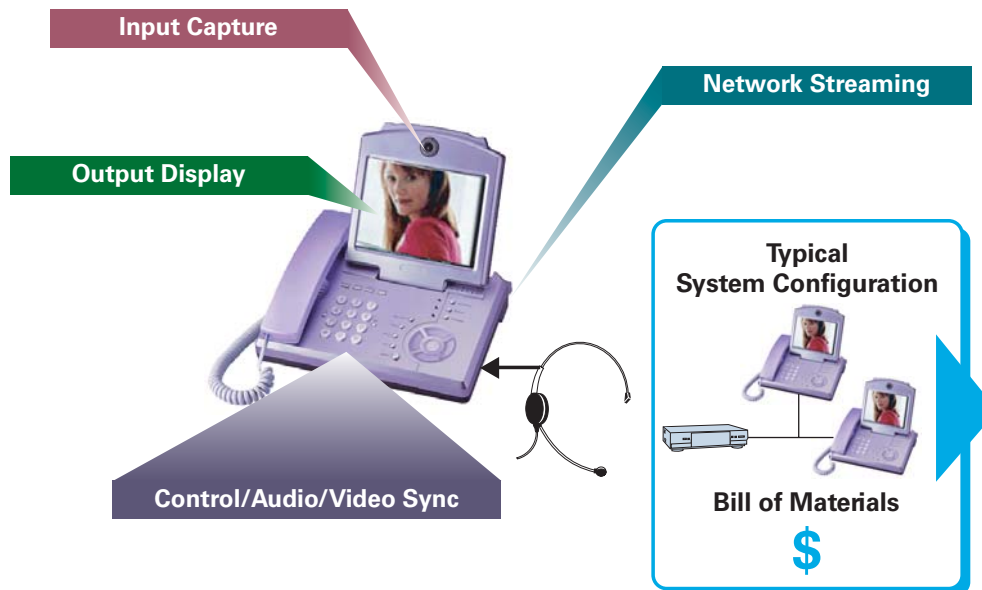 Input Capture
Network Streaming
Output Display
Typical
System Configuration
Control/Audio/Video Sync
Bill of Materials
$